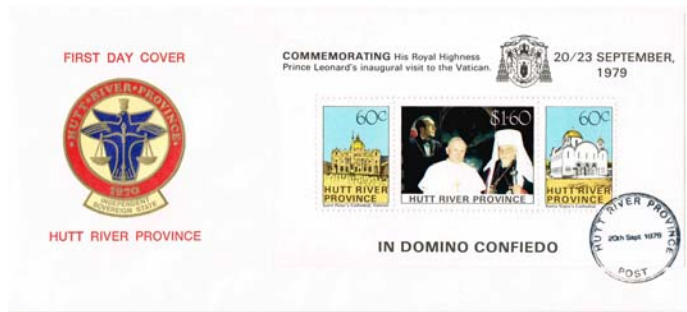 FIRST DAY COVER
HUTT • RIVER • PROVINCE
1970
INDEPENDENT
SOVEREIGN STATE
HUTT RIVER PROVINCE
COMMEMORATING His Royal Highness
Prince Leonard's inaugural visit to the Vatican.
20/23 SEPTEMBER,
1979
60c
HUTT RIVER
PROVINCE
$1·60
HUTT RIVER PROVINCE
60c
HUTT RIVER
PROVINCE
IN DOMINO CONFIEDO
HUTT RIVER PROVINCE
20th Sept 1979
POST